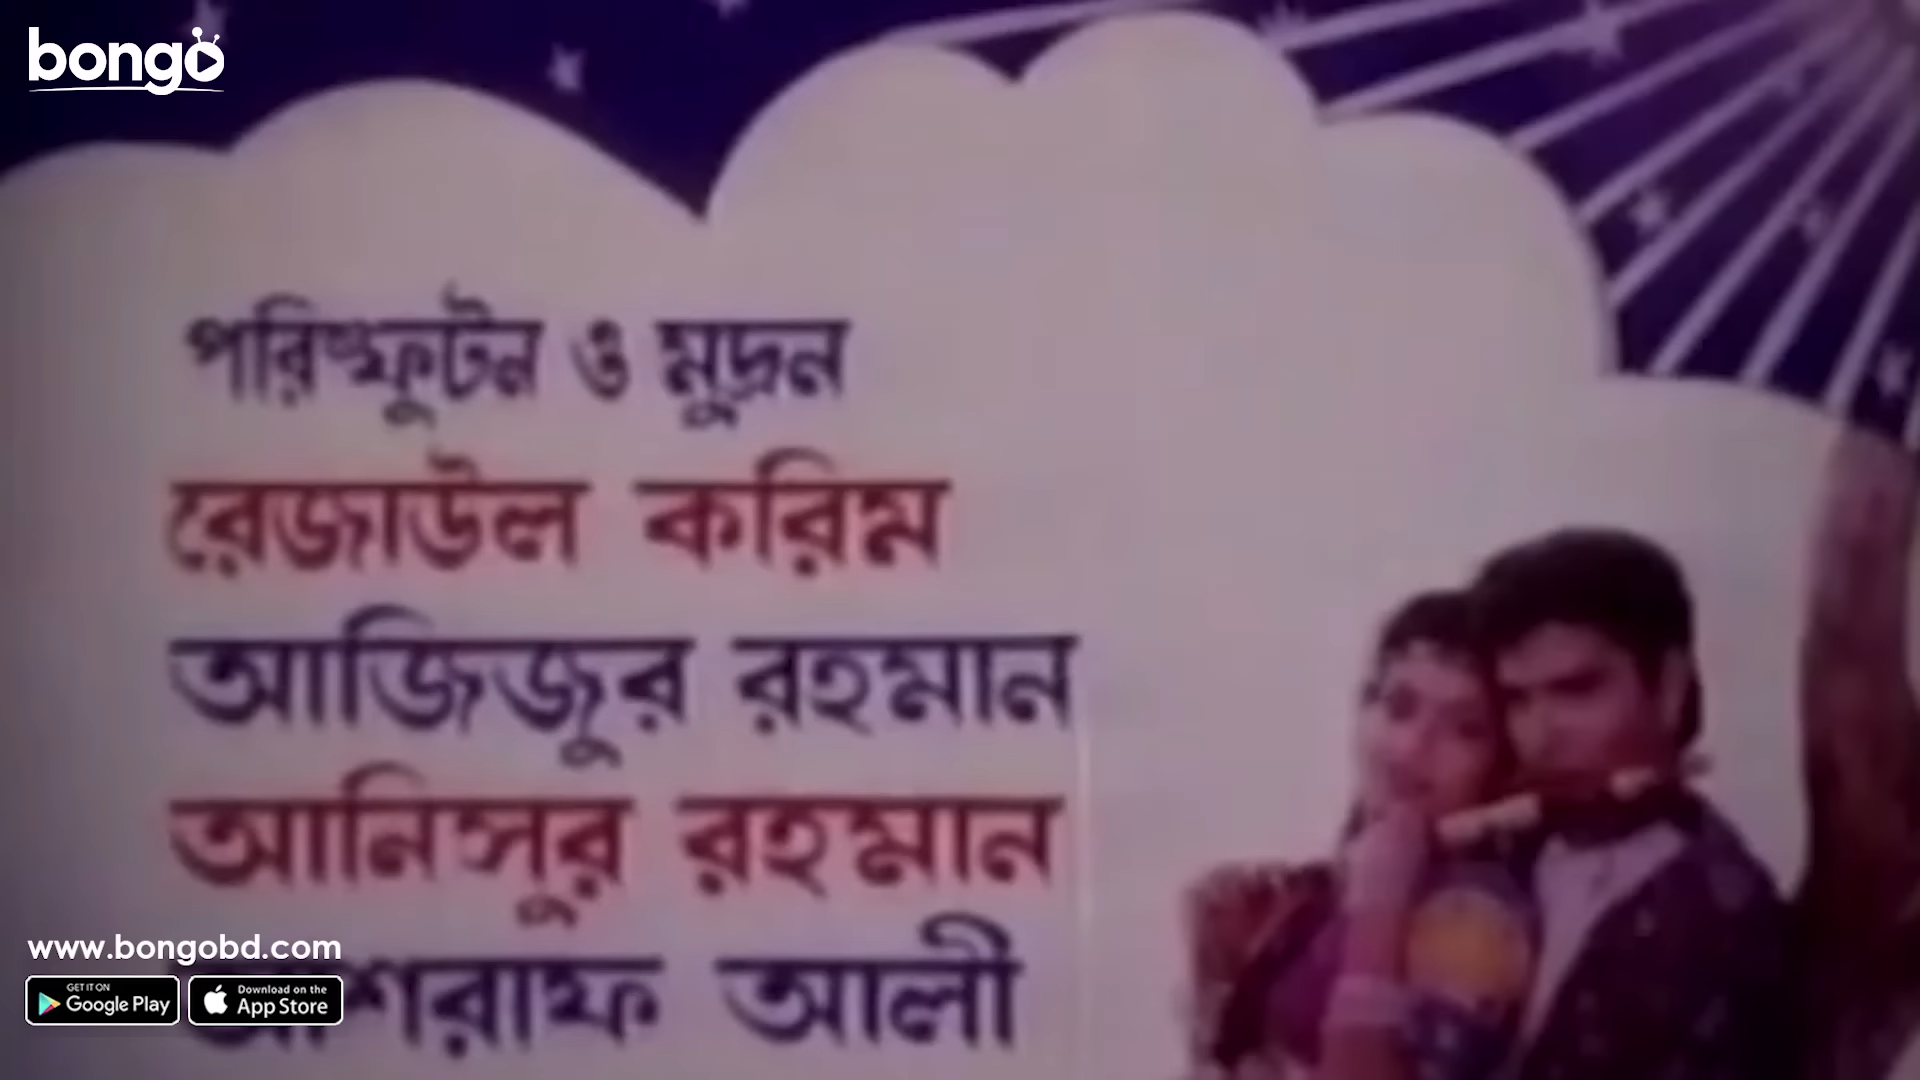 bongo
পরিস্ফুটন ও মুদ্রন
রেজাউল করিম
আজিজুর রহমান
আনিসুর রহমান
আশরাফ আলী
www.bongobd.com
GET IT ON
Google Play
Download on the
App Store